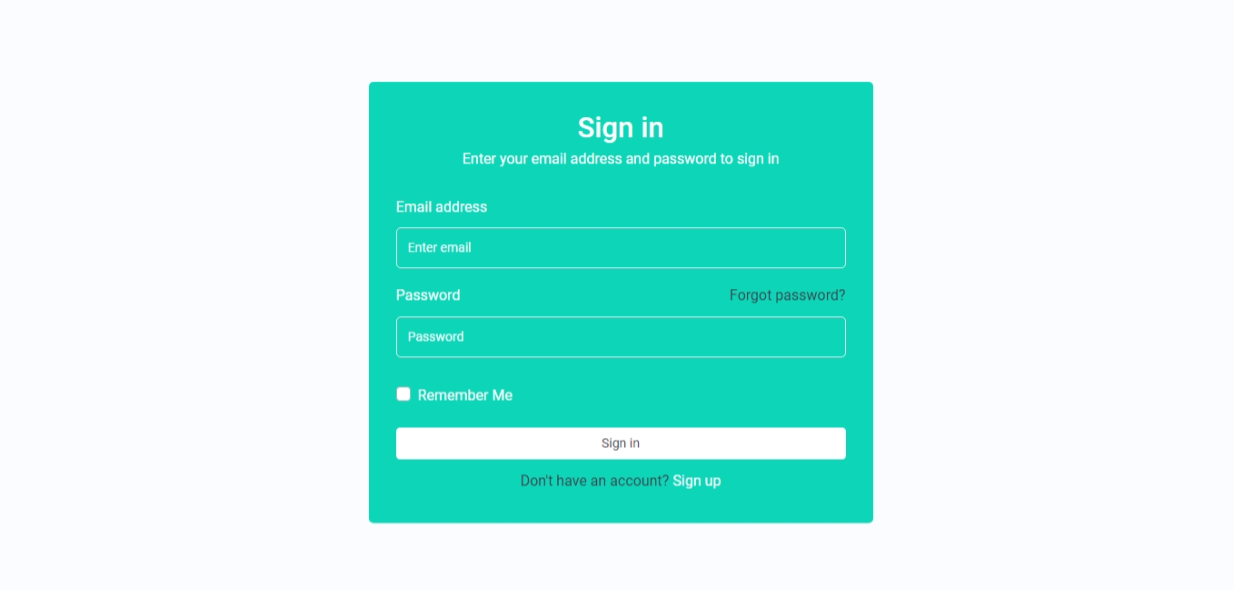 Sign in
Enter your email address and password to sign in
Email address
Enter email
Password
Forgot password?
Password
Remember Me
Sign in
Don't have an account? Sign up